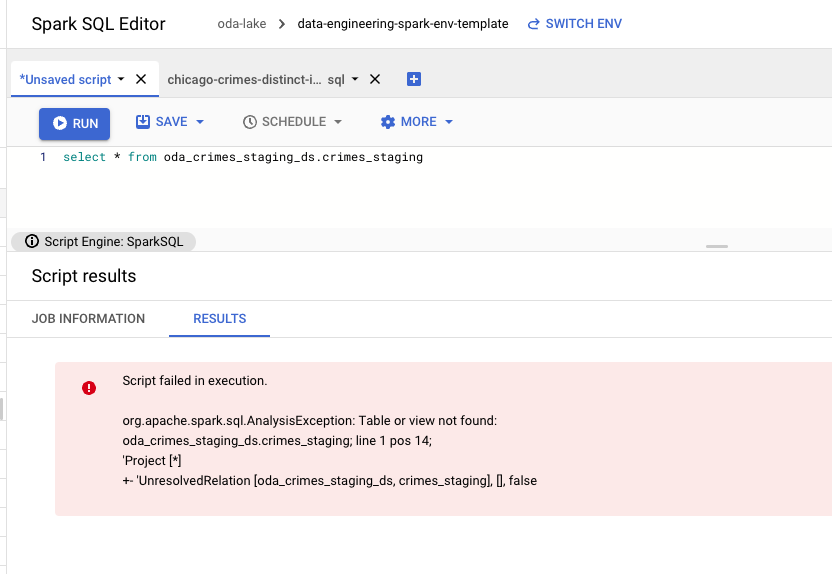 Spark SQL Editor
oda-lake > data-engineering-spark-env-template
SWITCH ENV
*Unsaved script
chicago-crimes-distinct-i... sql
RUN
SAVE
SCHEDULE
MORE
1 select * from oda_crimes_staging_ds.crimes_staging
Script Engine: SparkSQL
Script results
JOB INFORMATION
RESULTS
Script failed in execution.
org.apache.spark.sql.AnalysisException: Table or view not found:
oda_crimes_staging_ds.crimes_staging; line 1 pos 14;
'Project [*]
+- 'UnresolvedRelation [oda_crimes_staging_ds, crimes_staging], [], false